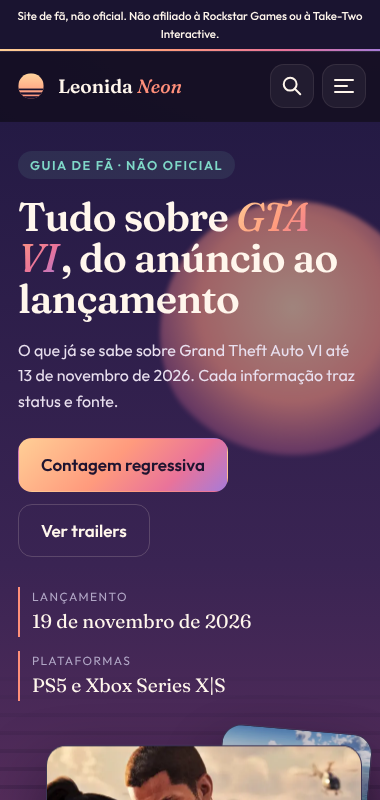 Site de fã, não oficial. Não afiliado à Rockstar Games ou à Take-Two
Interactive.
Leonida Neon
GUIA DE FÃ · NÃO OFICIAL
Tudo sobre GTA
VI, do anúncio ao
lançamento
O que já se sabe sobre Grand Theft Auto VI até
13 de novembro de 2026. Cada informação traz
status e fonte.
Contagem regressiva
Ver trailers
LANÇAMENTO
19 de novembro de 2026
PLATAFORMAS
PS5 e Xbox Series X|S